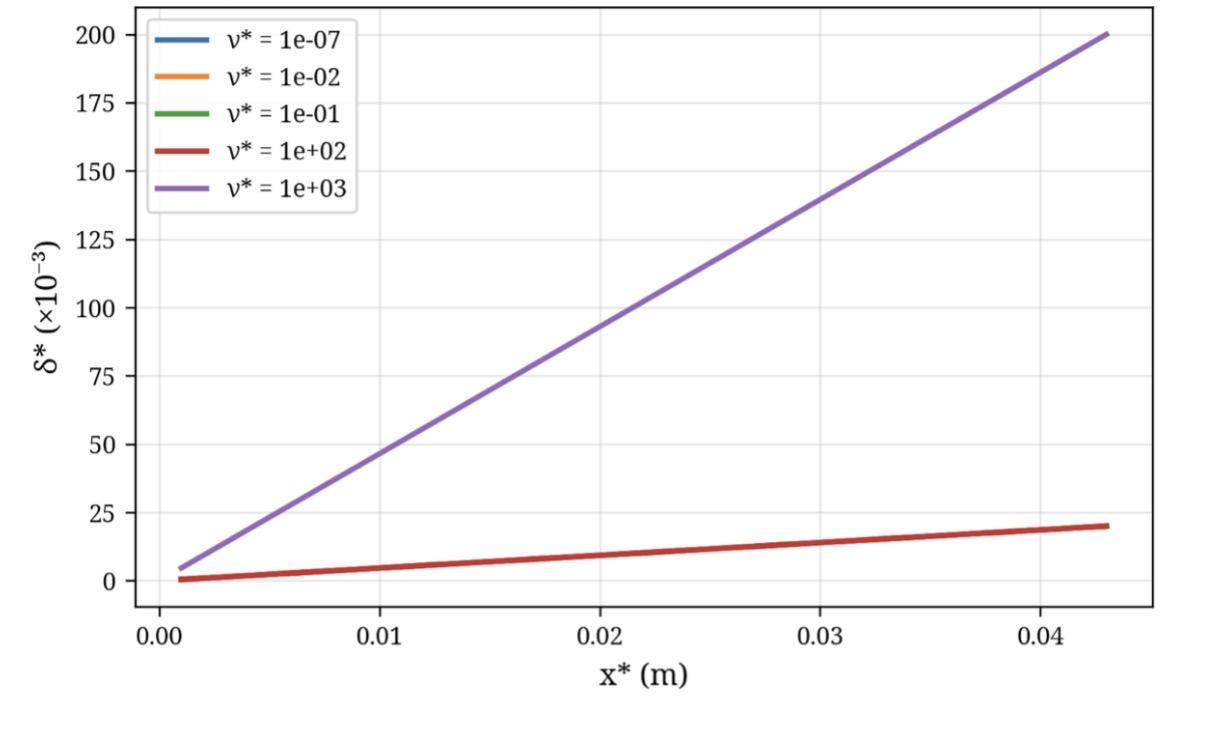 200
175
150
125
100
75
50
25
0
δ* (×10⁻³)
ν* = 1e-07
ν* = 1e-02
ν* = 1e-01
ν* = 1e+02
ν* = 1e+03
0.00 0.01 0.02 0.03 0.04
x* (m)